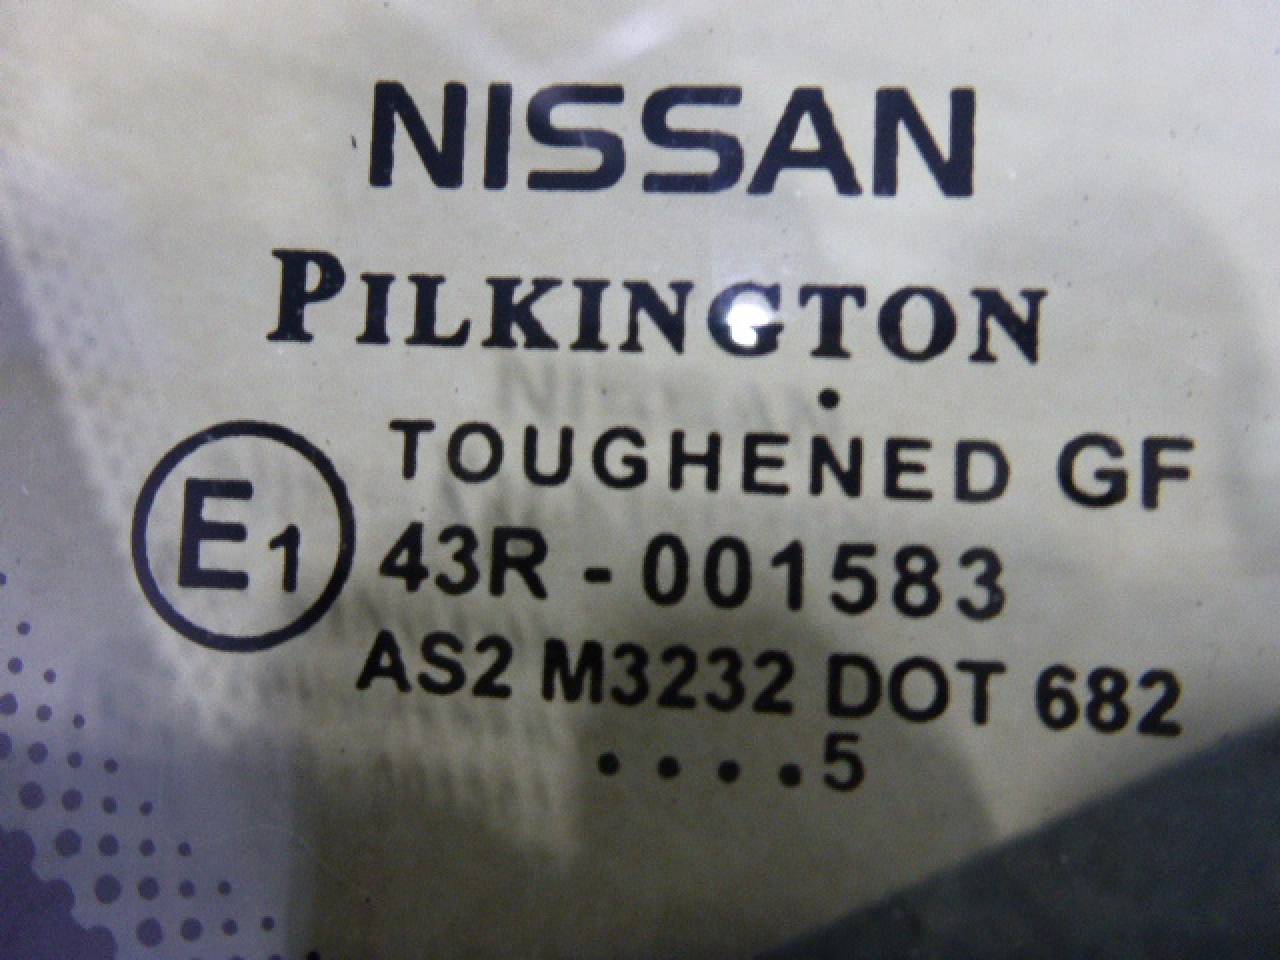 NISSAN
PILKINGTON
TOUGHENED GF
E1
43R - 001583
AS2 M3232 DOT 682
....5